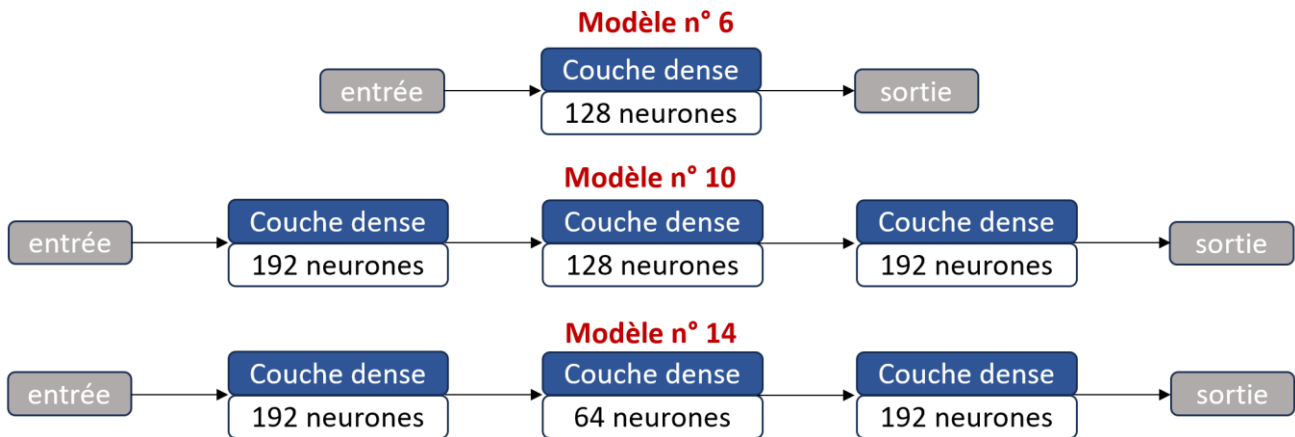 Modèle n° 6
entrée
Couche dense
128 neurones
sortie
Modèle n° 10
entrée
Couche dense
192 neurones
Couche dense
128 neurones
Couche dense
192 neurones
sortie
Modèle n° 14
entrée
Couche dense
192 neurones
Couche dense
64 neurones
Couche dense
192 neurones
sortie